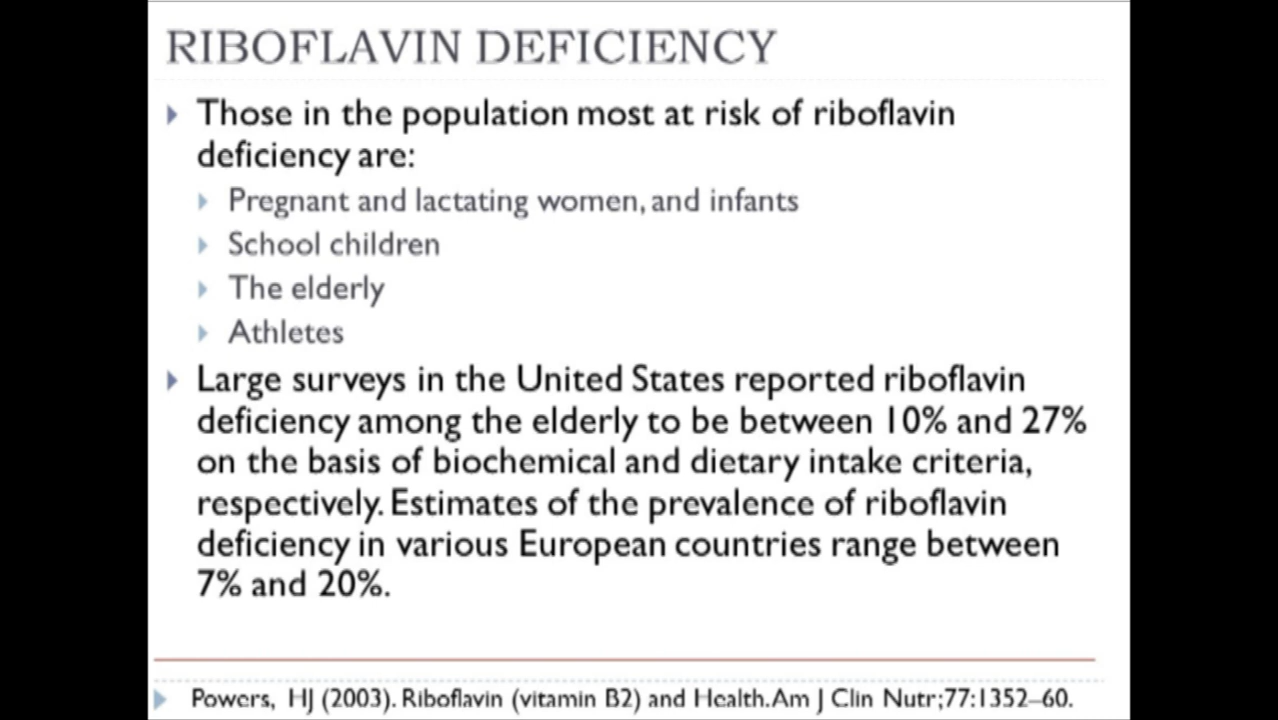 RIBOFLAVIN DEFICIENCY
Those in the population most at risk of riboflavin
deficiency are:
Pregnant and lactating women, and infants
School children
The elderly
Athletes
Large surveys in the United States reported riboflavin
deficiency among the elderly to be between 10% and 27%
on the basis of biochemical and dietary intake criteria,
respectively. Estimates of the prevalence of riboflavin
deficiency in various European countries range between
7% and 20%.
Powers, HJ (2003). Riboflavin (vitamin B2) and Health.Am J Clin Nutr;77:1352–60.